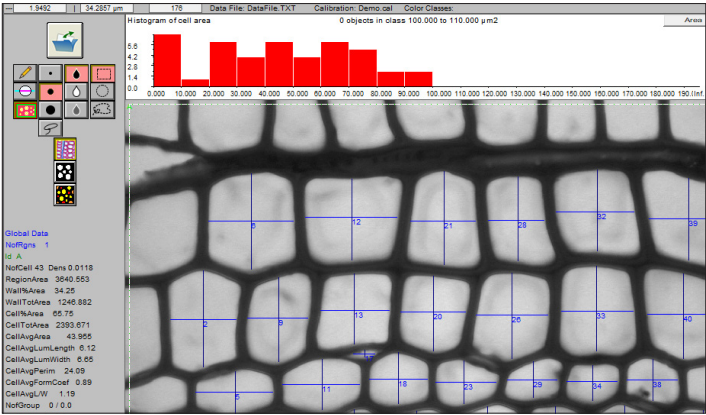 1.9492 34.2857 µm 176 Data File: DataFile.TXT Calibration: Demo.cal Color Classes:
Histogram of cell area 0 objects in class 100.000 to 110.000 µm2 Area
5.6
4.2
2.8
1.4
0.0
0.000 10.000 20.000 30.000 40.000 50.000 60.000 70.000 80.000 90.000 100.000 110.000 120.000 130.000 140.000 150.000 160.000 170.000 180.000 190.(Inf.
6 12 21 28 32 39
2 9 13 20 26 33 40
5 11 18 23 29 34 38
Global Data
NofRgns 1
Id A
NofCell 43 Dens 0.0118
RegionArea 3640.553
Wall%Area 34.25
WallTotArea 1246.882
Cell%Area 65.75
CellTotArea 2393.671
CellAvgArea 43.955
CellAvgLumLength 6.12
CellAvgLumWidth 6.65
CellAvgPerim 24.09
CellAvgFormCoef 0.89
CellAvgL/W 1.19
NofGroup 0 / 0.0